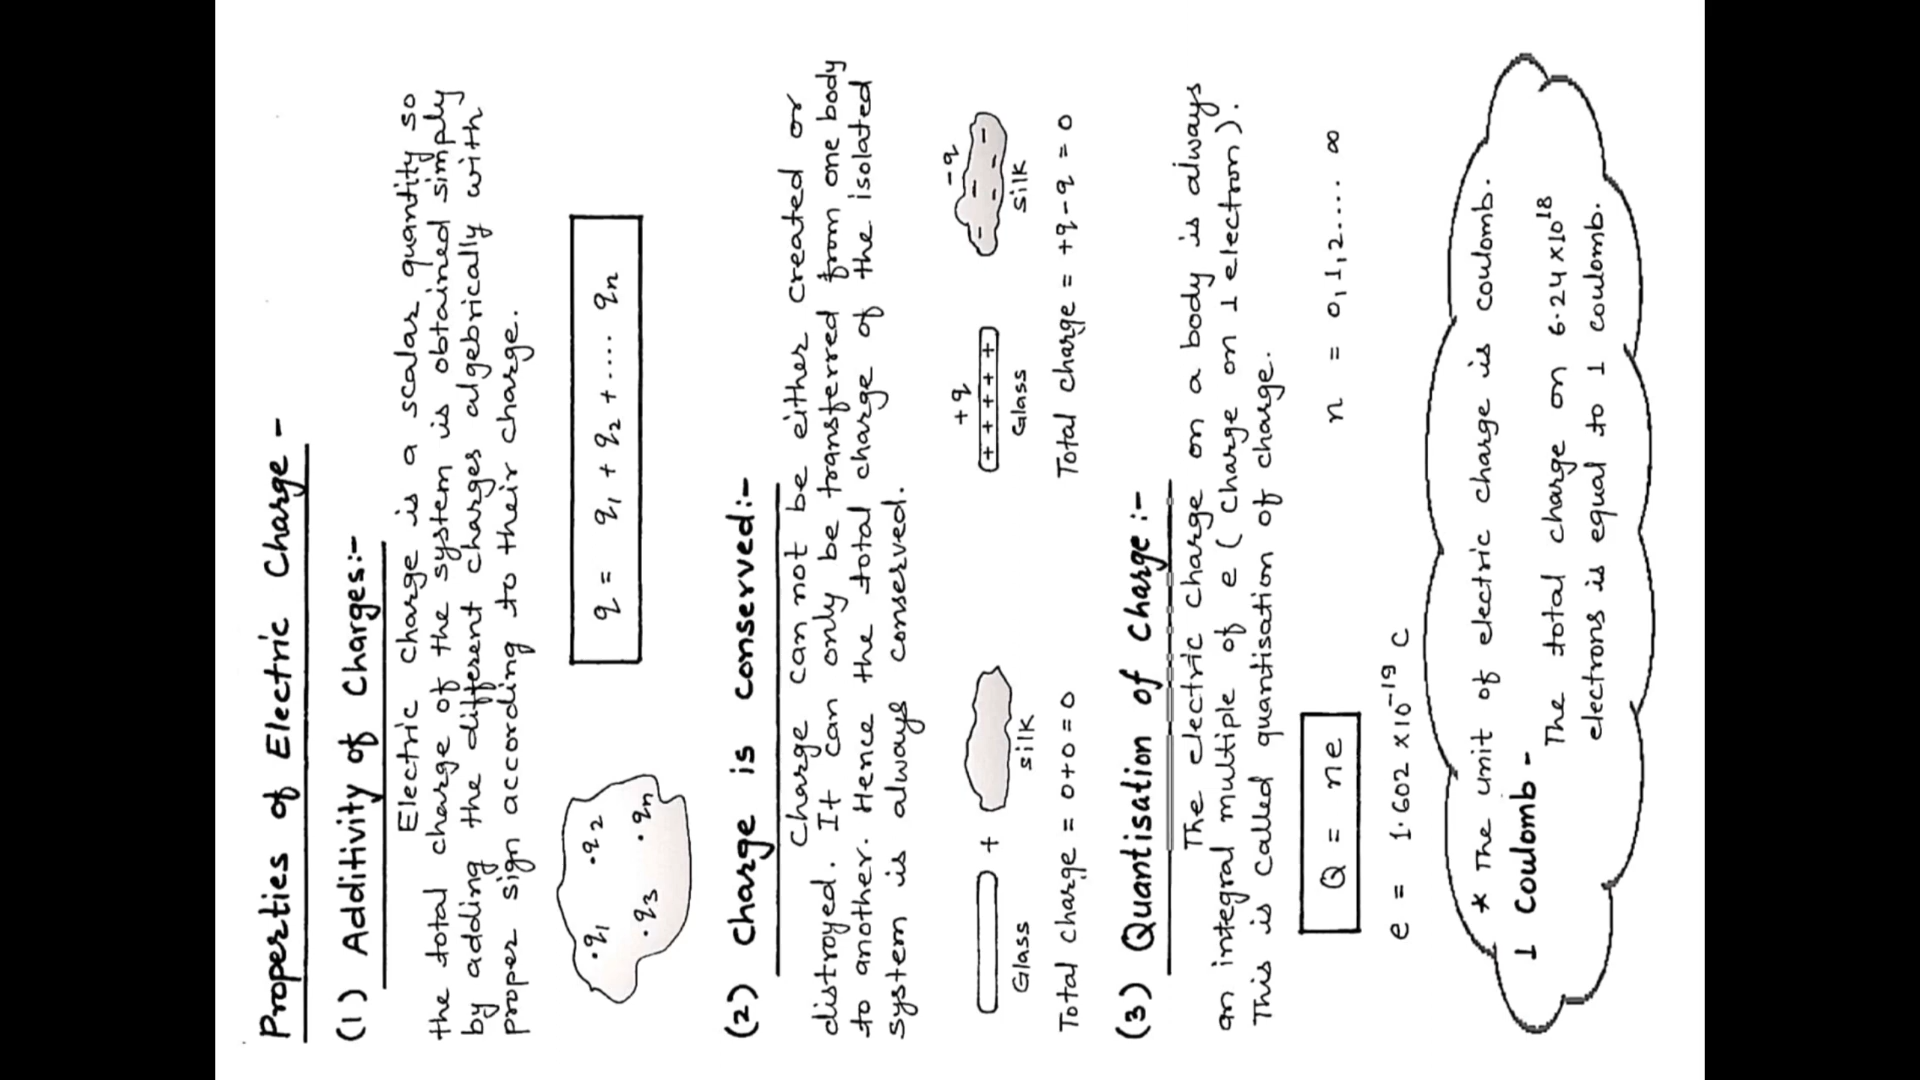 Properties of Electric Charge -
(1) Additivity of Charges:-
Electric charge is a scalar quantity so
the total charge of the system is obtained simply
by adding the different charges algebrically with
proper sign according to their charge.
.q1 .q2
.q3 .qn
q = q1 + q2 + ..... qn
(2) Charge is conserved:-
Charge can not be either created or
distroyed. It can only be transferred from one body
to another. Hence the total charge of the isolated
system is always conserved.
+
Glass silk
Total charge = 0+0=0
+q -q
+ + + + + - - - - - -
Glass silk
Total charge = +q-q = 0
(3) Quantisation of Charge :-
The electric charge on a body is always
an integral multiple of e ( Charge on 1 electron).
This is called quantisation of charge.
Q = ne
n = 0,1,2.... ∞
e = 1.602 x10⁻¹⁹ C
* The unit of electric charge is coulomb.
1 Coulomb -
The total charge on 6.24x10¹⁸
electrons is equal to 1 coulomb.